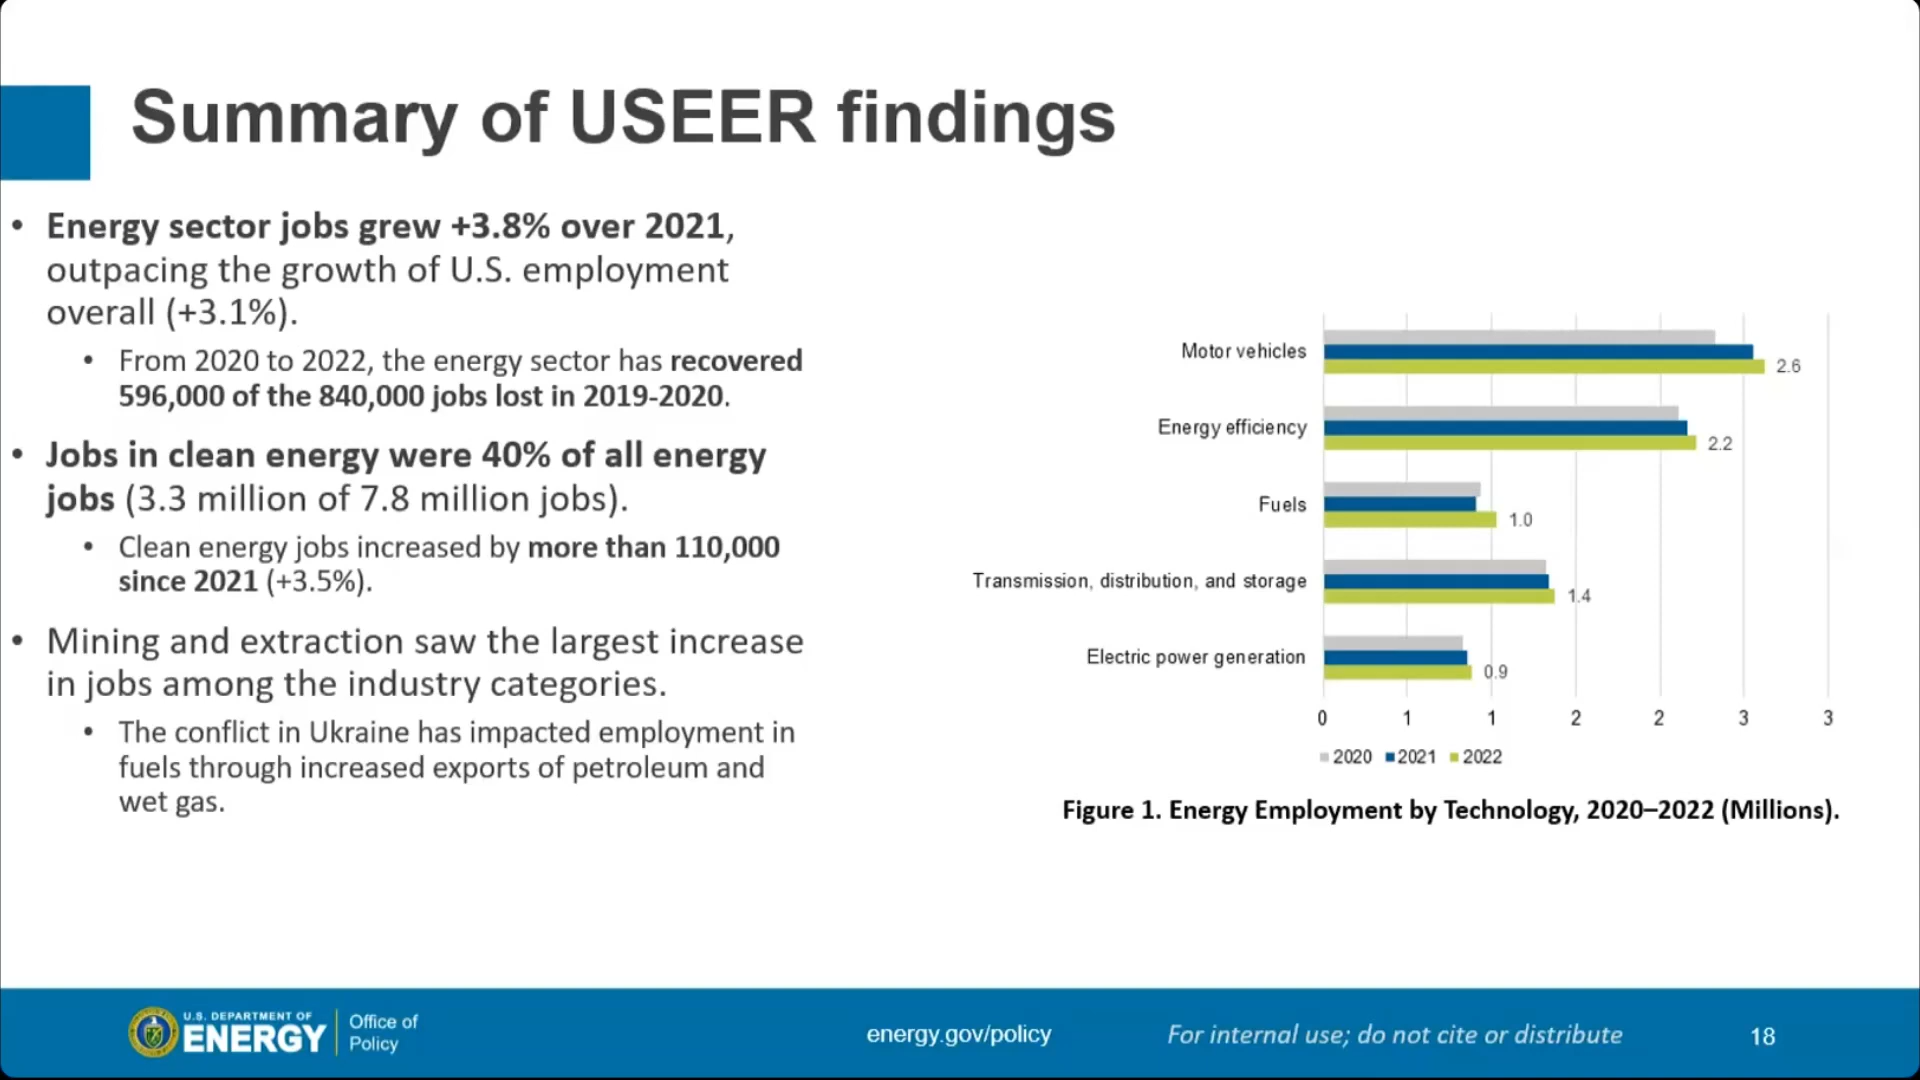 Summary of USEER findings
• Energy sector jobs grew +3.8% over 2021,
outpacing the growth of U.S. employment
overall (+3.1%).
• From 2020 to 2022, the energy sector has recovered
596,000 of the 840,000 jobs lost in 2019-2020.
• Jobs in clean energy were 40% of all energy
jobs (3.3 million of 7.8 million jobs).
• Clean energy jobs increased by more than 110,000
since 2021 (+3.5%).
• Mining and extraction saw the largest increase
in jobs among the industry categories.
• The conflict in Ukraine has impacted employment in
fuels through increased exports of petroleum and
wet gas.
Motor vehicles 2.6
Energy efficiency 2.2
Fuels 1.0
Transmission, distribution, and storage 1.4
Electric power generation 0.9
0 1 1 2 2 3 3
2020 2021 2022
Figure 1. Energy Employment by Technology, 2020–2022 (Millions).
U.S. DEPARTMENT OF
ENERGY
Office of
Policy
energy.gov/policy
For internal use; do not cite or distribute
18